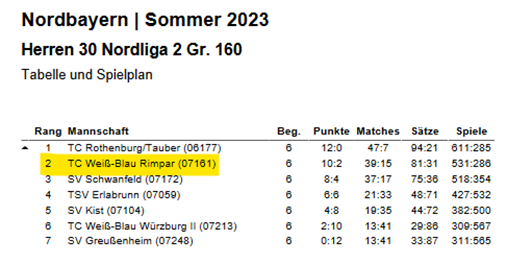 Nordbayern | Sommer 2023
Herren 30 Nordliga 2 Gr. 160
Tabelle und Spielplan
Rang Mannschaft Beg. Punkte Matches Sätze Spiele
1 TC Rothenburg/Tauber (06177) 6 12:0 47:7 94:21 611:285
2 TC Weiß-Blau Rimpar (07161) 6 10:2 39:15 81:31 531:286
3 SV Schwanfeld (07172) 6 8:4 37:17 75:36 518:354
4 TSV Erlabrunn (07059) 6 6:6 21:33 48:71 427:532
5 SV Kist (07104) 6 4:8 19:35 44:72 382:500
6 TC Weiß-Blau Würzburg II (07213) 6 2:10 13:41 29:86 309:567
7 SV Greußenheim (07248) 6 0:12 13:41 33:87 311:565